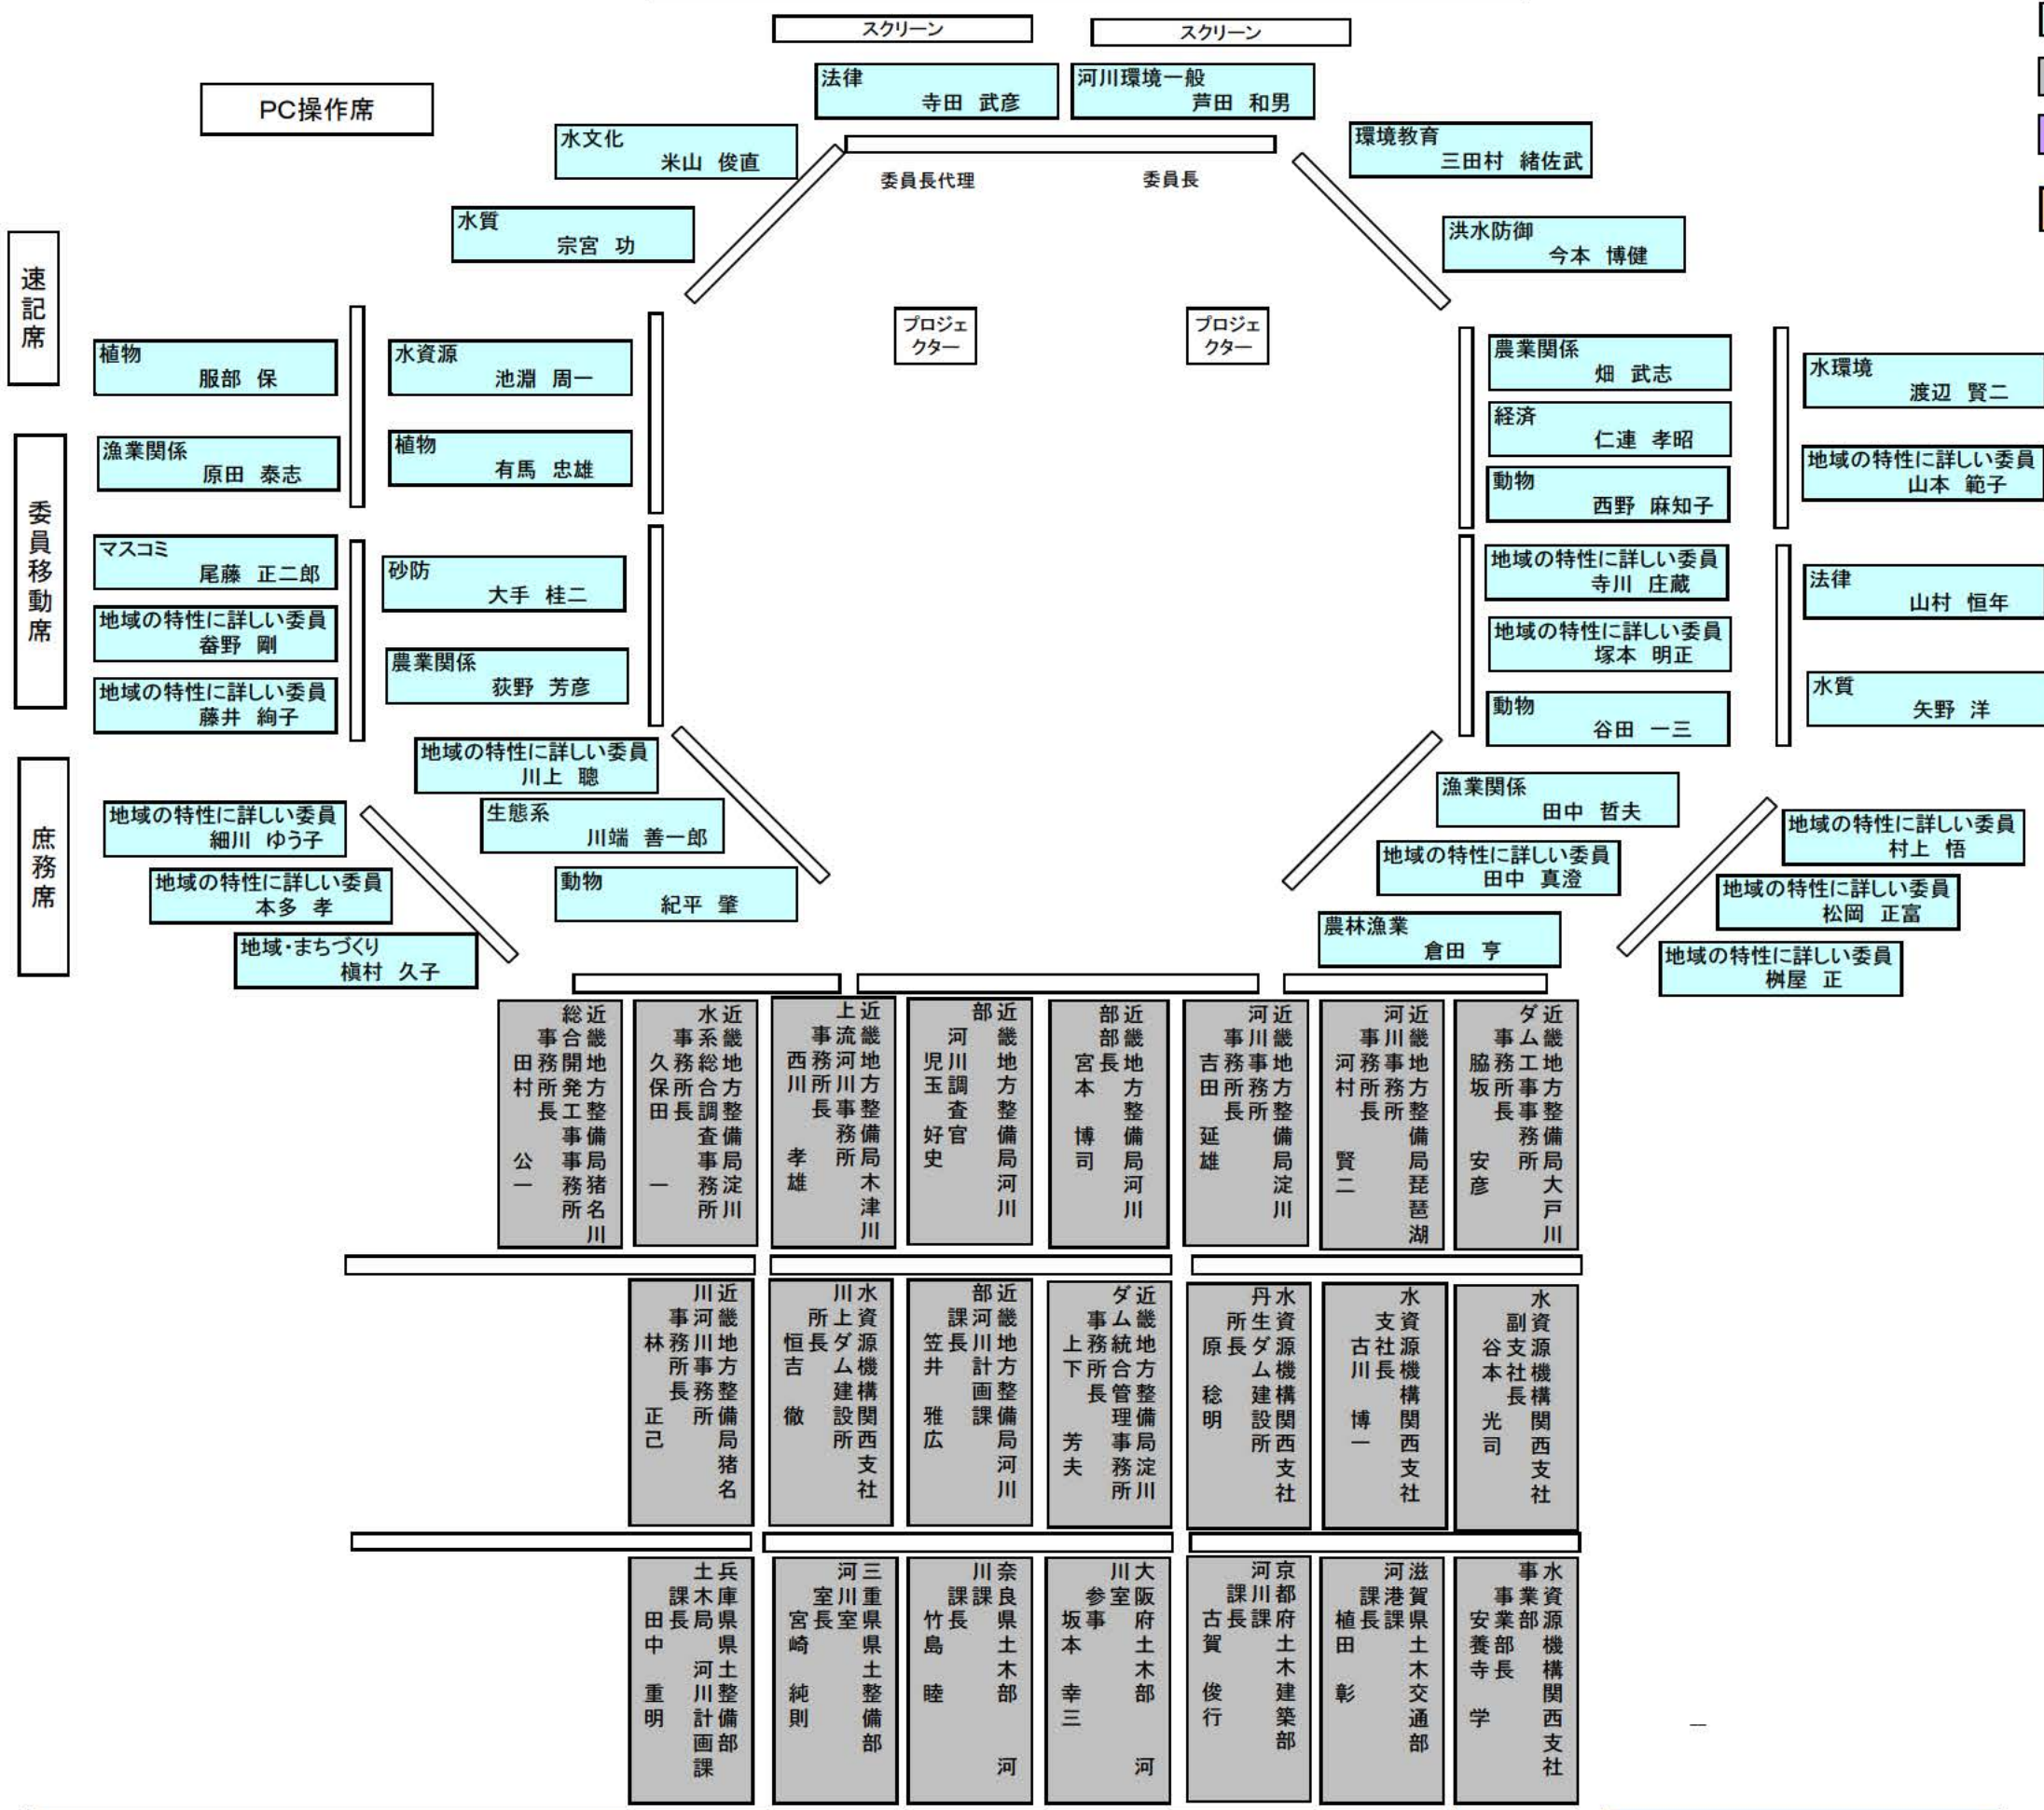 スクリーン
スクリーン
PC操作席
法律
寺田 武彦
河川環境一般
芦田 和男
水文化
米山 俊直
環境教育
三田村 緒佐武
委員長代理
委員長
水質
宗宮 功
洪水防御
今本 博健
速記席
プロジェ
クター
プロジェ
クター
植物
服部 保
水資源
池淵 周一
農業関係
畑 武志
水環境
渡辺 賢二
漁業関係
原田 泰志
植物
有馬 忠雄
経済
仁連 孝昭
地域の特性に詳しい委員
山本 範子
動物
西野 麻知子
委員移動席
マスコミ
尾藤 正二郎
砂防
大手 桂二
地域の特性に詳しい委員
寺川 庄蔵
法律
山村 恒年
地域の特性に詳しい委員
畚野 剛
地域の特性に詳しい委員
塚本 明正
農業関係
荻野 芳彦
地域の特性に詳しい委員
藤井 絢子
動物
谷田 一三
水質
矢野 洋
庶務席
地域の特性に詳しい委員
川上 聰
漁業関係
田中 哲夫
地域の特性に詳しい委員
細川 ゆう子
生態系
川端 善一郎
地域の特性に詳しい委員
村上 悟
地域の特性に詳しい委員
田中 真澄
地域の特性に詳しい委員
本多 孝
動物
紀平 肇
地域の特性に詳しい委員
松岡 正富
農林漁業
倉田 亨
地域・まちづくり
槇村 久子
地域の特性に詳しい委員
桝屋 正
近畿地方整備局猪名川
総合開発工事事務所
事務所長
田村 公一
近畿地方整備局淀川
水系総合調査事務所
事務所長
久保田 一
近畿地方整備局木津川
上流河川事務所
事務所長
西川 孝雄
近畿地方整備局河川
部
河川調査官
児玉 好史
近畿地方整備局河川
部
部長
宮本 博司
近畿地方整備局淀川
河川事務所
事務所長
吉田 延雄
近畿地方整備局琵琶湖
河川事務所
事務所長
河村 賢二
近畿地方整備局大戸川
ダム工事事務所
事務所長
脇坂 安彦
近畿地方整備局猪名
川河川事務所
事務所長
林 正己
水資源機構関西支社
川上ダム建設所
所長
恒吉 徹
近畿地方整備局河川
部河川計画課
課長
笠井 雅広
近畿地方整備局淀川
ダム統合管理事務所
事務所長
上下 芳夫
水資源機構関西支社
丹生ダム建設所
所長
原 稔明
水資源機構関西支社
支社長
古川 博一
水資源機構関西支社
副支社長
谷本 光司
兵庫県県土整備部
土木局 河川計画課
課長
田中 重明
三重県県土整備部
河川室
室長
宮崎 純則
奈良県土木部 河
川課
課長
竹島 睦
大阪府土木部 河
川室
参事
坂本 幸三
京都府土木建築部
河川課
課長
古賀 俊行
滋賀県土木交通部
河港課
課長
植田 彰
水資源機構関西支社
事業部
事業部長
安養寺 学